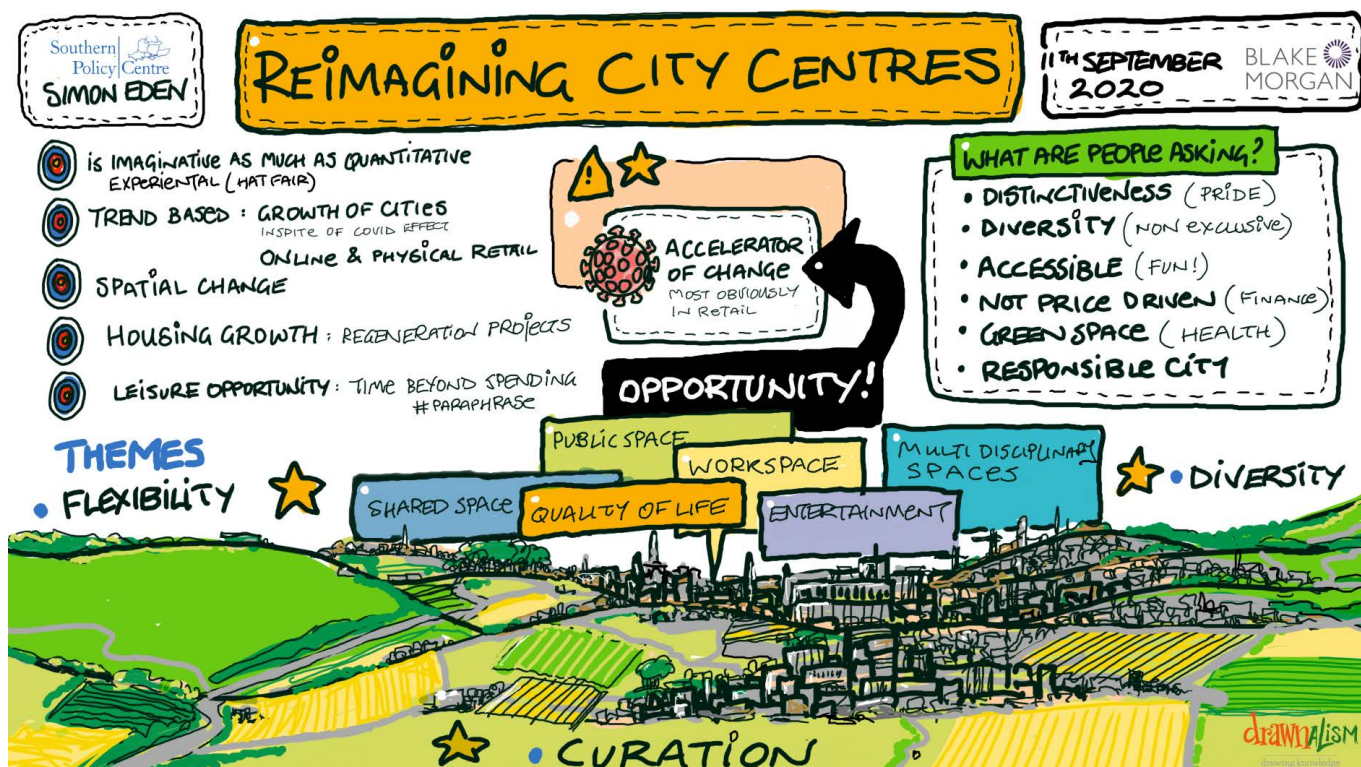 Southern
Policy Centre
SIMON EDEN
REIMAGINING CITY CENTRES
11TH SEPTEMBER
2020
BLAKE
MORGAN
IS IMAGINATIVE AS MUCH AS QUANTITATIVE
EXPERIENTAL (HAT FAIR)
TREND BASED : GROWTH OF CITIES
INSPITE OF COVID EFFECT
ONLINE & PHYSICAL RETAIL
SPATIAL CHANGE
HOUSING GROWTH : REGENERATION PROJECTS
LEISURE OPPORTUNITY : TIME BEYOND SPENDING
#PARAPHRASE
!
ACCELERATOR
OF CHANGE
MOST OBVIOUSLY
IN RETAIL
OPPORTUNITY!
WHAT ARE PEOPLE ASKING?
• DISTINCTIVENESS (PRIDE)
• DIVERSITY (NON EXCLUSIVE)
• ACCESSIBLE (FUN!)
• NOT PRICE DRIVEN (FINANCE)
• GREEN SPACE (HEALTH)
• RESPONSIBLE CITY
THEMES
• FLEXIBILITY
PUBLIC SPACE
WORKSPACE
MULTI DISCIPLINARY
SPACES
SHARED SPACE
QUALITY OF LIFE
ENTERTAINMENT
• DIVERSITY
• CURATION
drawnalism
drawing knowledge